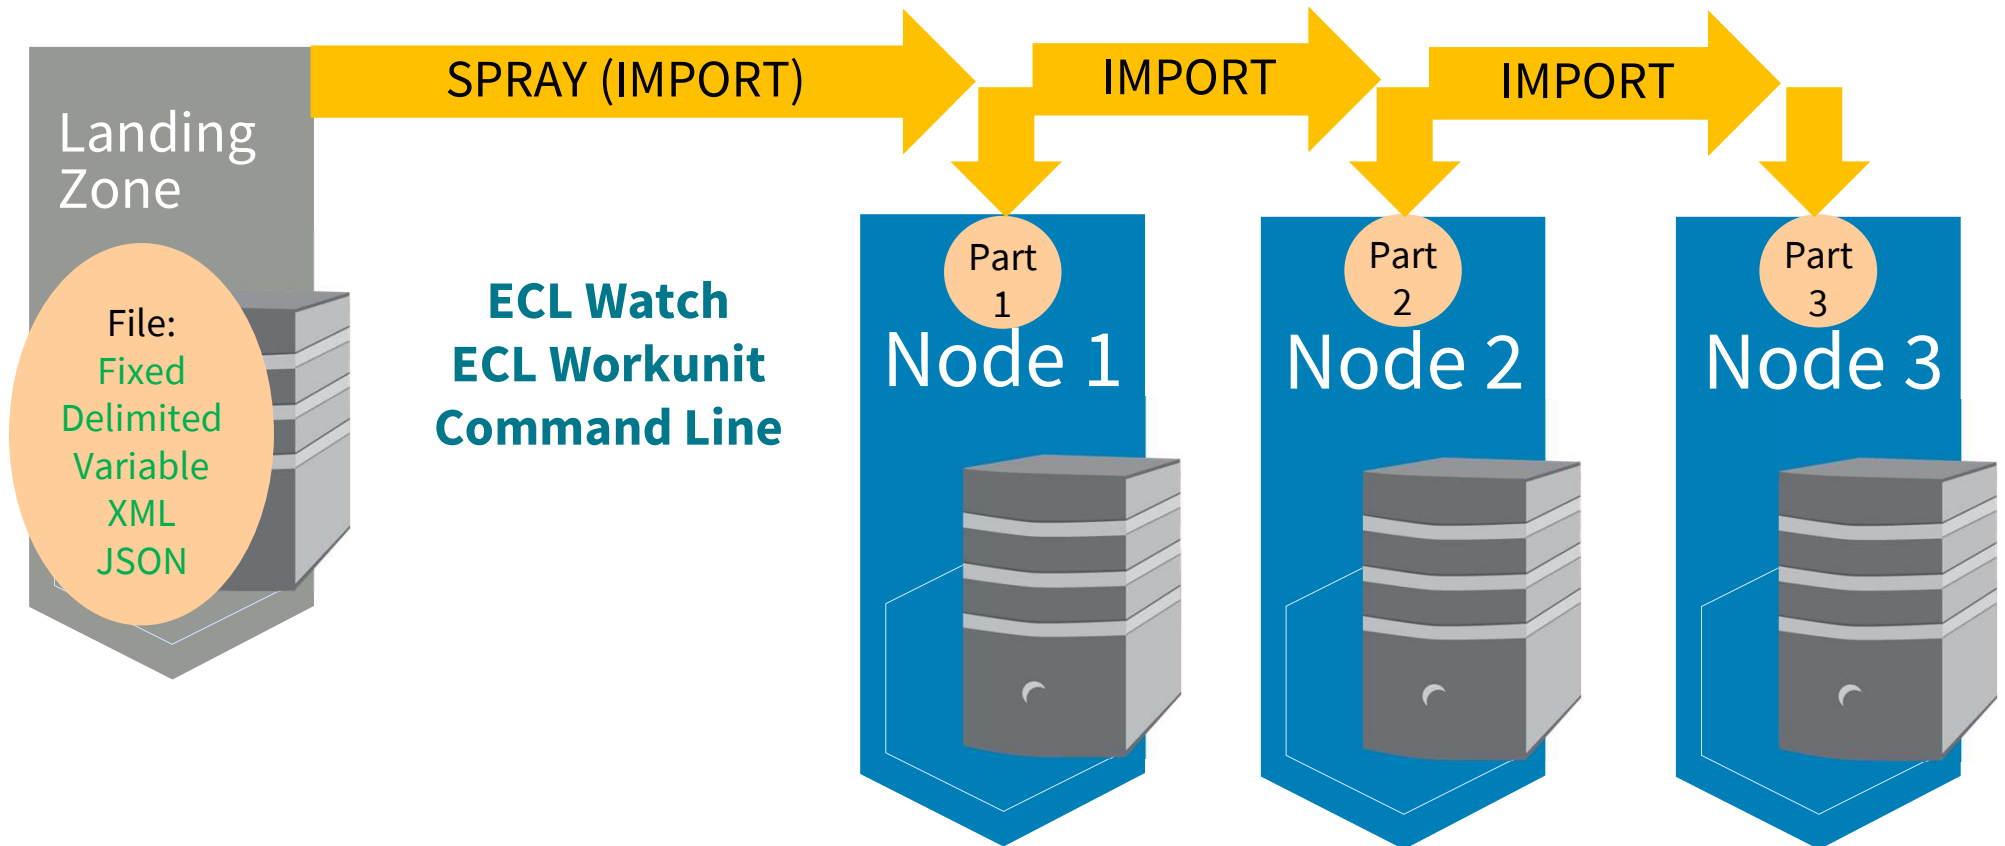 SPRAY (IMPORT)
IMPORT
IMPORT
Landing
Zone
File:
Fixed
Delimited
Variable
XML
JSON
ECL Watch
ECL Workunit
Command Line
Part
1
Node 1
Part
2
Node 2
Part
3
Node 3